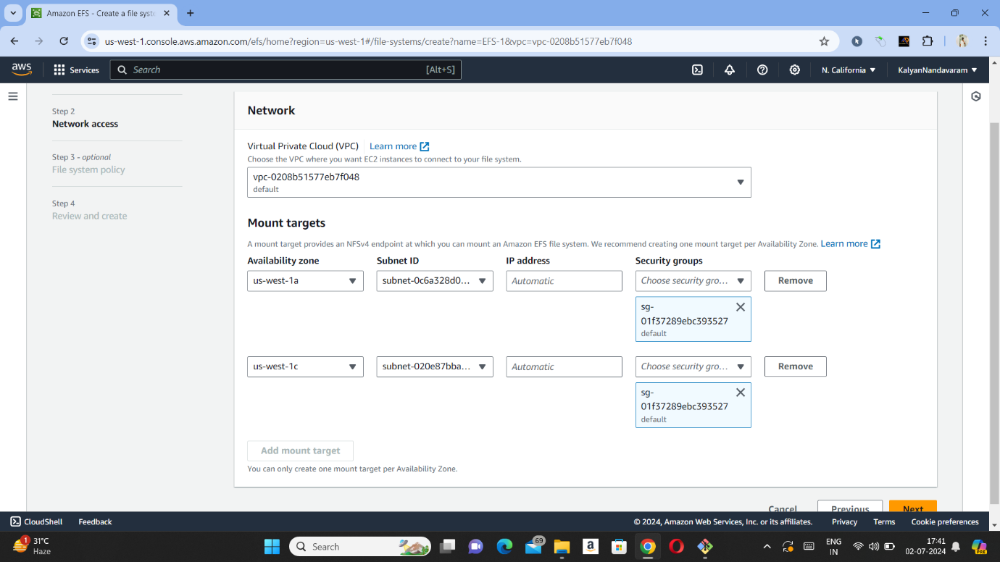 Amazon EFS - Create a file syste
us-west-1.console.aws.amazon.com/efs/home?region=us-west-1#/file-systems/create?name=EFS-1&vpc=vpc-0208b51577eb7f048
aws
Services
Search
[Alt+S]
N. California
KalyanNandavaram
Step 2
Network access
Step 3 - optional
File system policy
Step 4
Review and create
Network
Virtual Private Cloud (VPC)
Learn more
Choose the VPC where you want EC2 instances to connect to your file system.
vpc-0208b51577eb7f048
default
Mount targets
A mount target provides an NFSv4 endpoint at which you can mount an Amazon EFS file system. We recommend creating one mount target per Availability Zone. Learn more
Availability zone Subnet ID IP address Security groups
us-west-1a subnet-0c6a328d0... Automatic Choose security gro... Remove
sg-
01f37289ebc393527
default
us-west-1c subnet-020e87bba... Automatic Choose security gro... Remove
sg-
01f37289ebc393527
default
Add mount target
You can only create one mount target per Availability Zone.
Cancel Previous Next
CloudShell Feedback © 2024, Amazon Web Services, Inc. or its affiliates. Privacy Terms Cookie preferences
1
31°C
Haze
Search
69
a
ENG
IN
17:41
02-07-2024
PRE